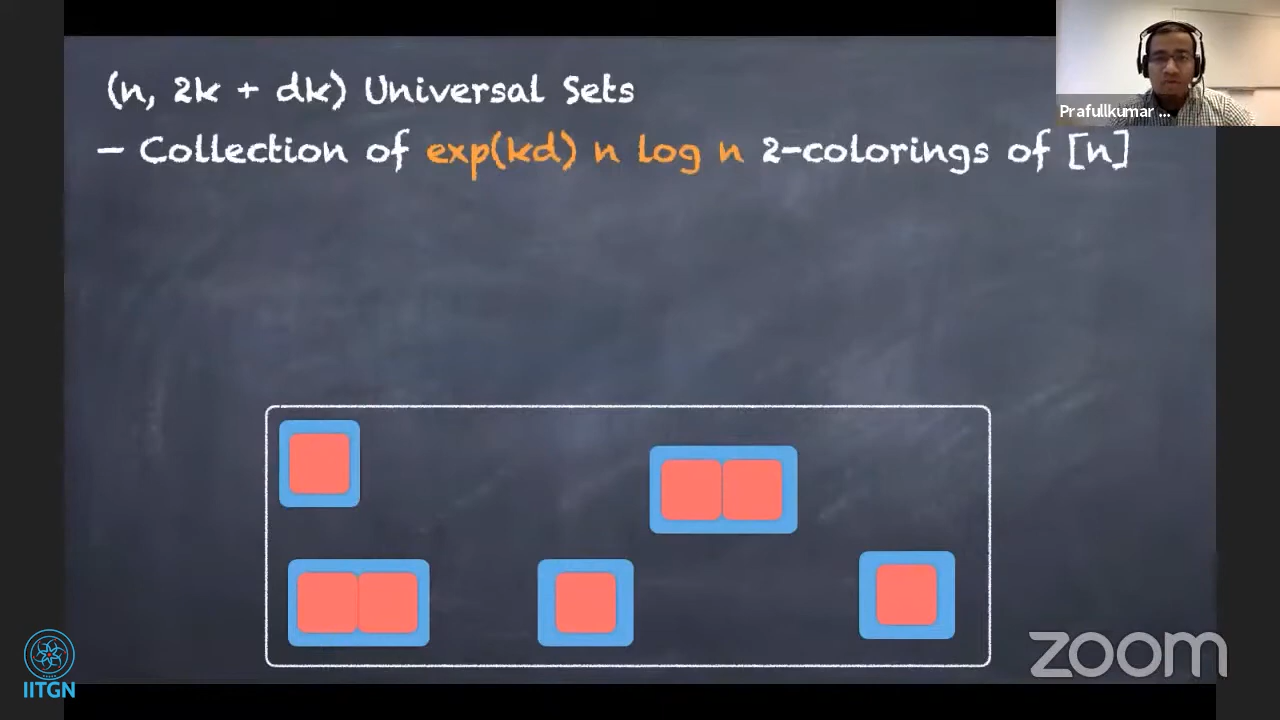 (n, 2k + dk) Universal Sets
– Collection of exp(kd) n log n 2-colorings of [n]
Prafullkumar ...
IITGN
zoom